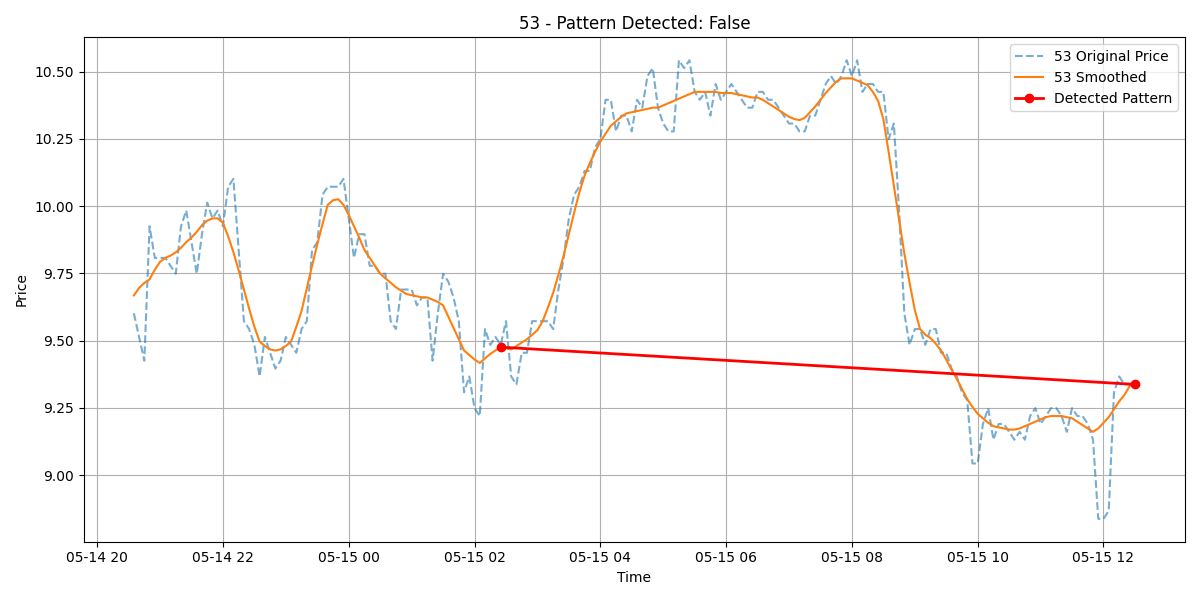 53 - Pattern Detected: False
53 Original Price
53 Smoothed
Detected Pattern
Price
10.50
10.25
10.00
9.75
9.50
9.25
9.00
05-14 20 05-14 22 05-15 00 05-15 02 05-15 04 05-15 06 05-15 08 05-15 10 05-15 12
Time